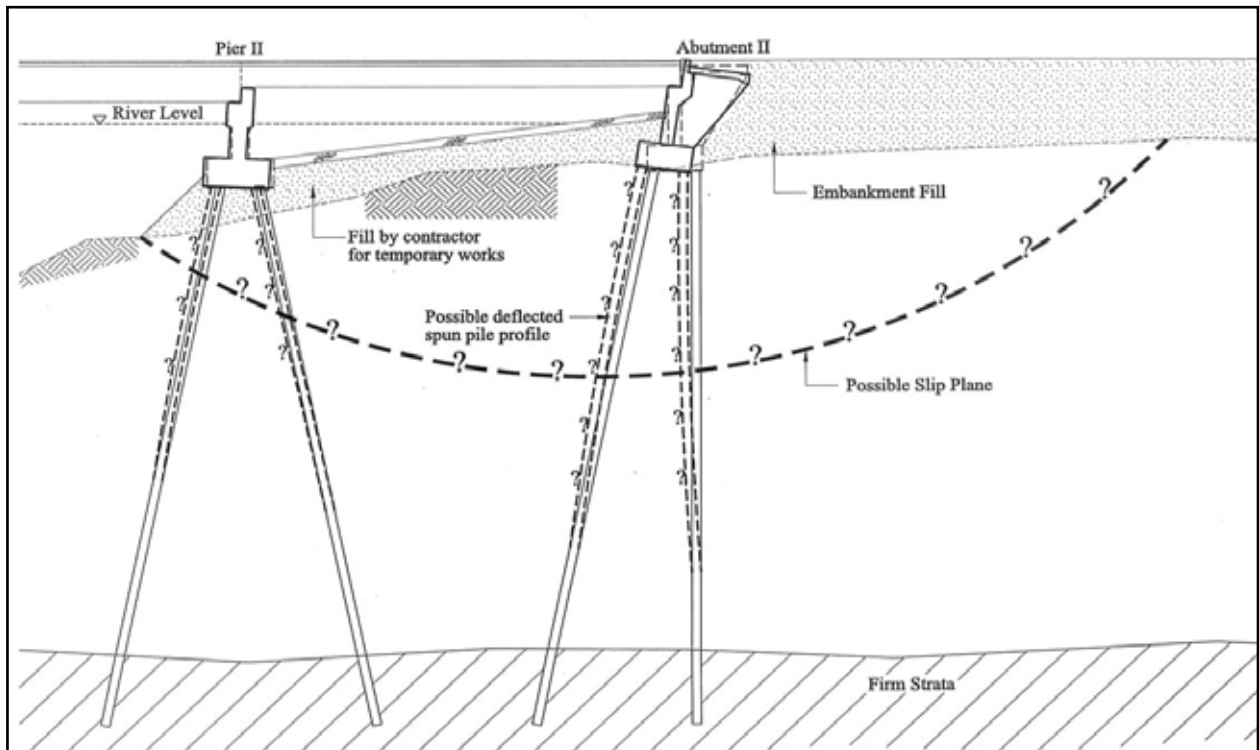 Pier II
Abutment II
River Level
Embankment Fill
Fill by contractor
for temporary works
Possible deflected
spun pile profile
Possible Slip Plane
Firm Strata
? ? ? ? ? ? ? ? ?
? ? ?
? ? ?
? ? ? ? ?
? ? ? ? ?